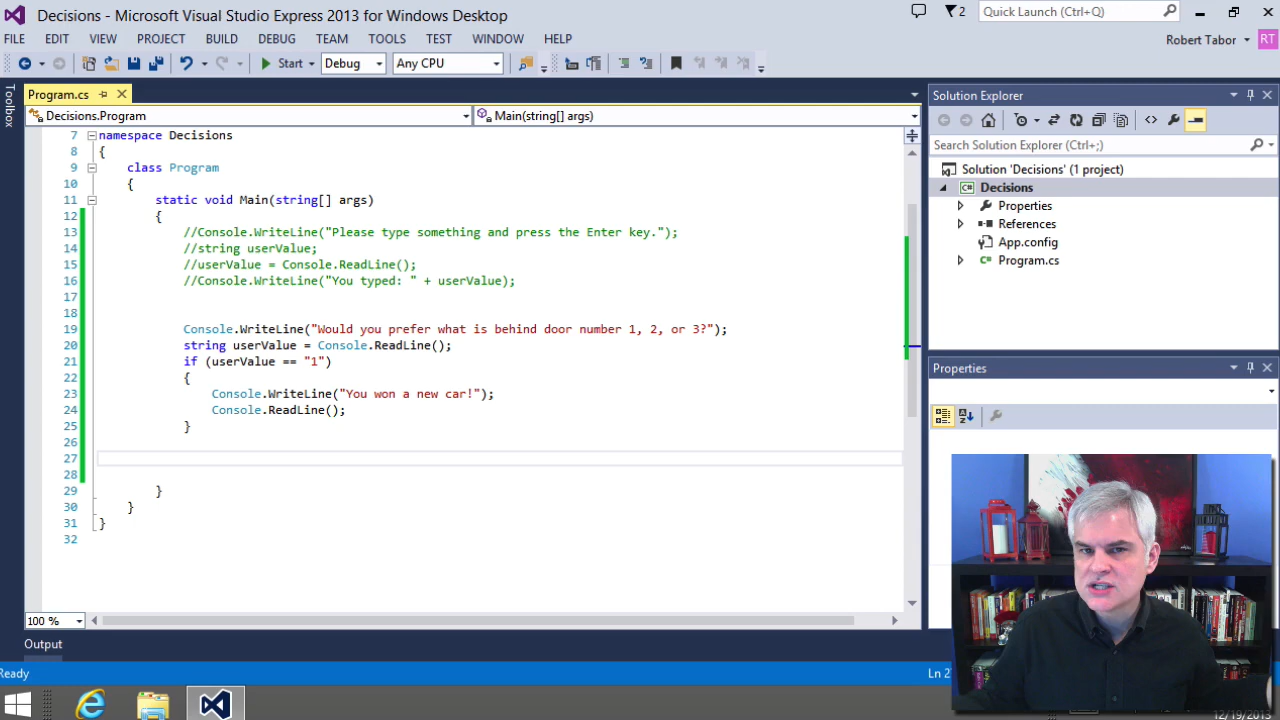 Decisions - Microsoft Visual Studio Express 2013 for Windows Desktop
2
Quick Launch (Ctrl+Q)
FILE EDIT VIEW PROJECT BUILD DEBUG TEAM TOOLS TEST WINDOW HELP
Robert Tabor
RT
Start
Debug
Any CPU
Toolbox
Program.cs
Decisions.Program
Main(string[] args)
7 namespace Decisions
8 {
9 class Program
10 {
11 static void Main(string[] args)
12 {
13 //Console.WriteLine("Please type something and press the Enter key.");
14 //string userValue;
15 //userValue = Console.ReadLine();
16 //Console.WriteLine("You typed: " + userValue);
17
18
19 Console.WriteLine("Would you prefer what is behind door number 1, 2, or 3?");
20 string userValue = Console.ReadLine();
21 if (userValue == "1")
22 {
23 Console.WriteLine("You won a new car!");
24 Console.ReadLine();
25 }
26
27
28
29 }
30 }
31 }
32
100 %
Output
Ready
Ln 2
Solution Explorer
Search Solution Explorer (Ctrl+;)
Solution 'Decisions' (1 project)
C# Decisions
Properties
References
App.config
C# Program.cs
Properties
12/19/2013